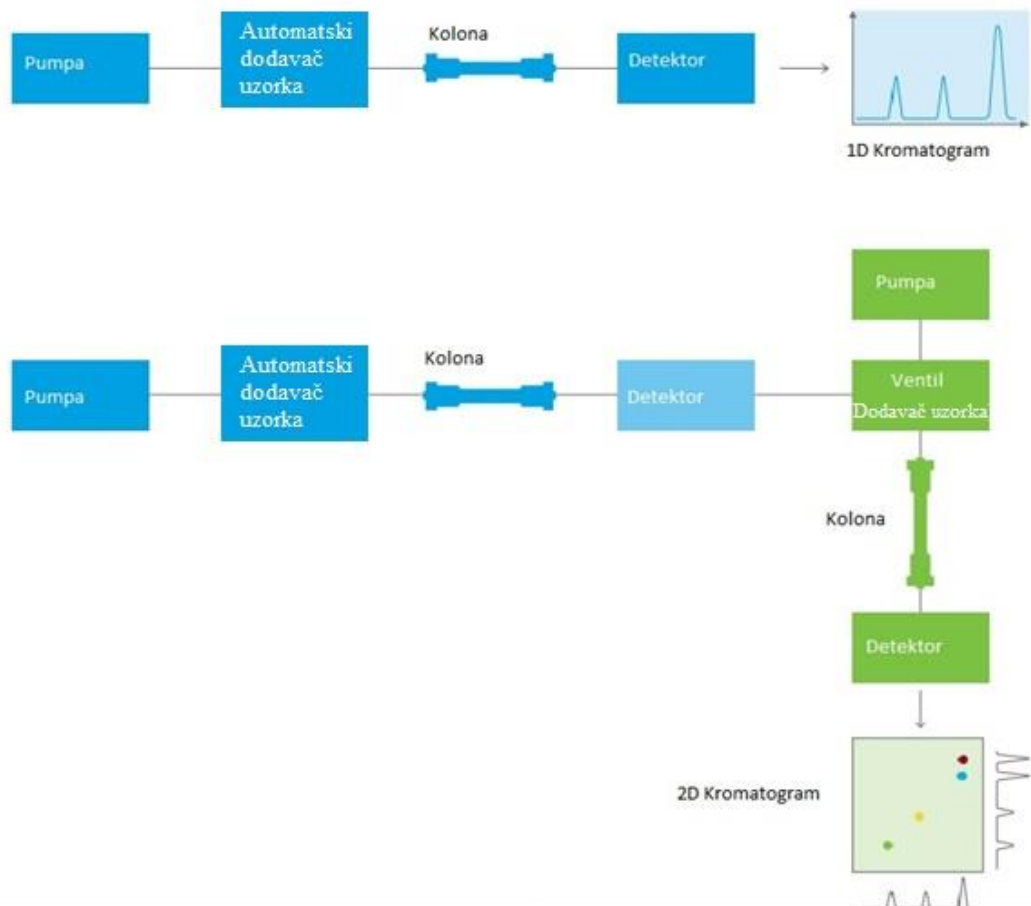 Pumpa
Automatski
dodavač
uzorka
Kolona
Detektor
1D Kromatogram
Pumpa
Pumpa
Automatski
dodavač
uzorka
Kolona
Detektor
Ventil
Dodavač uzorka
Kolona
Detektor
2D Kromatogram